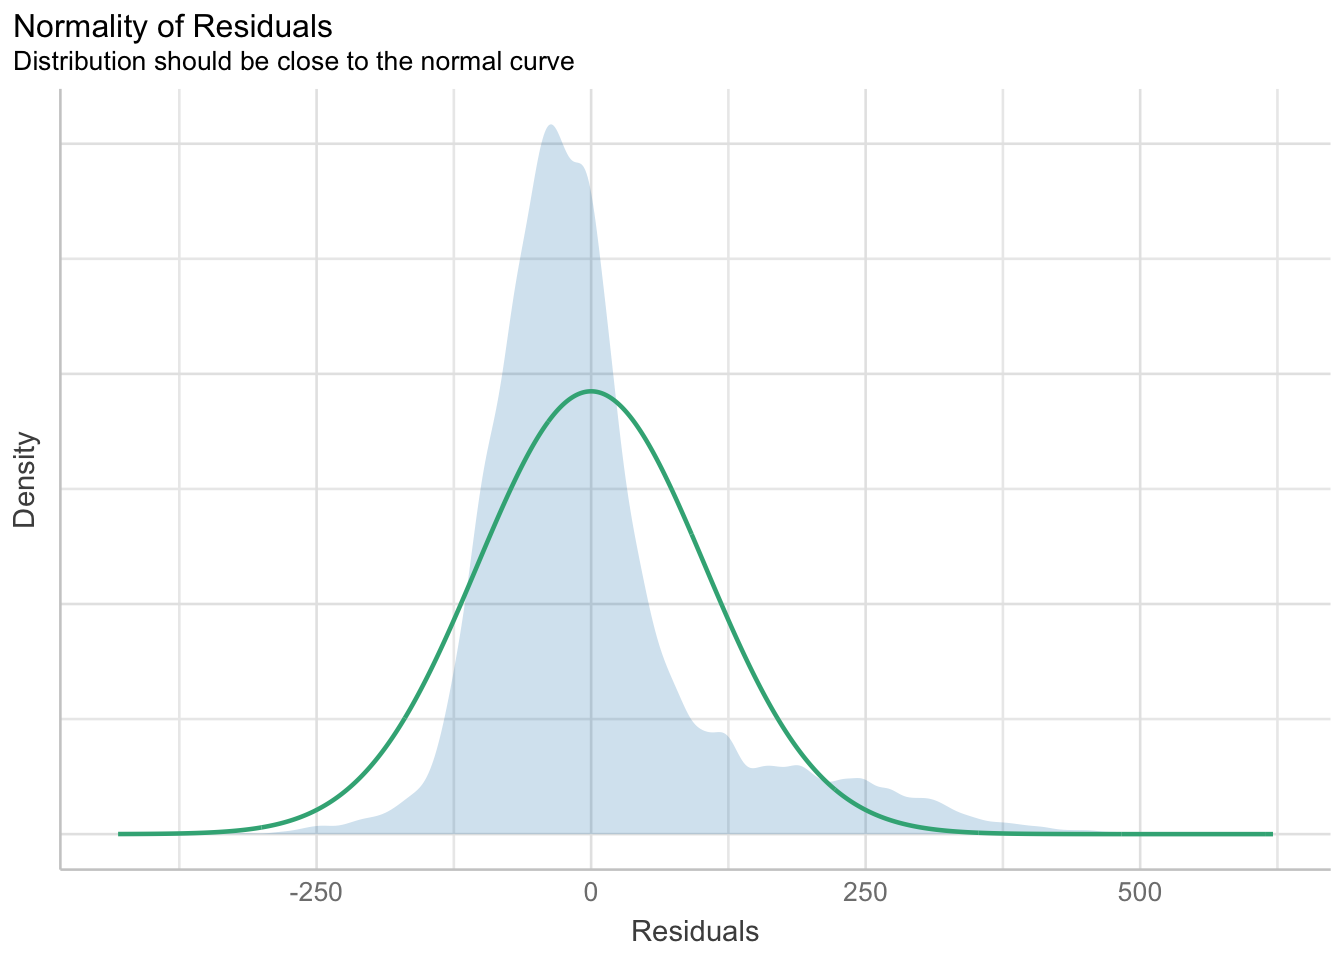 Normality of Residuals
Distribution should be close to the normal curve
Density
-250 0 250 500
Residuals